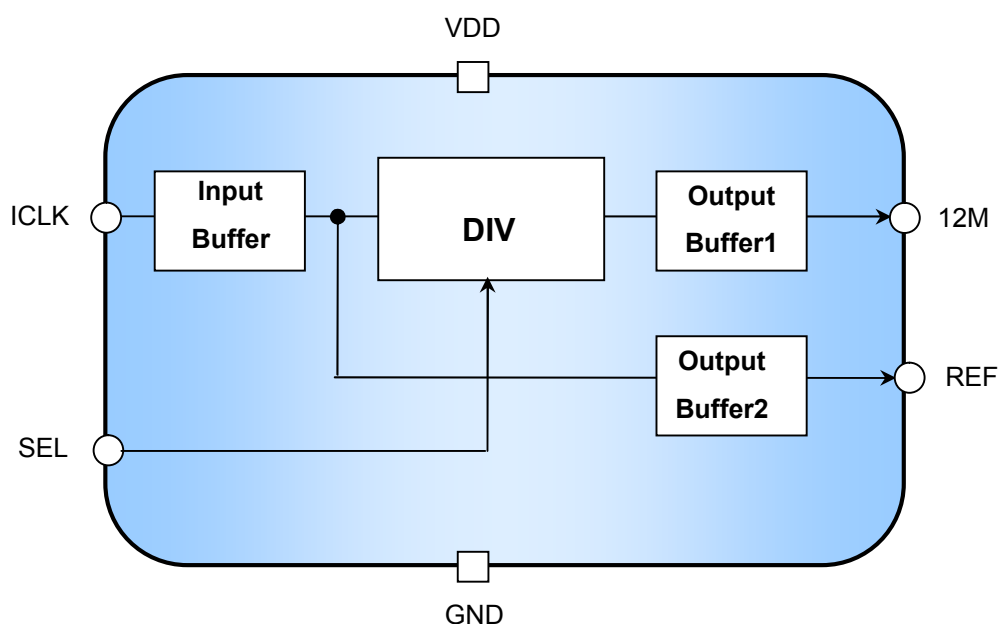 VDD
ICLK
Input
Buffer
DIV
Output
Buffer1
12M
Output
Buffer2
REF
SEL
GND